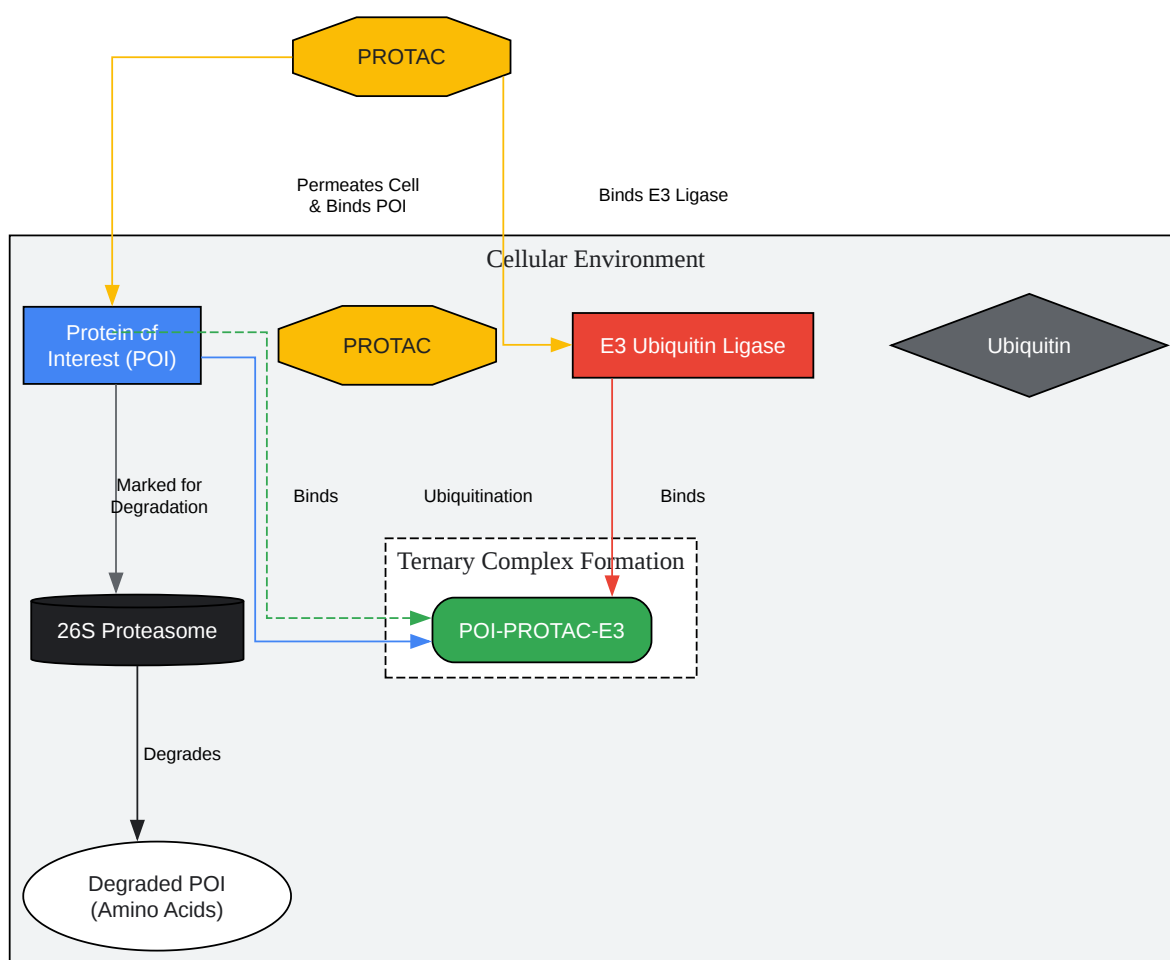 PROTAC
Permeates Cell
& Binds POI
Binds E3 Ligase
Cellular Environment
Protein of
Interest (POI)
PROTAC
E3 Ubiquitin Ligase
Ubiquitin
Marked for
Degradation
Binds
Ubiquitination
Binds
Ternary Complex Formation
26S Proteasome
POI-PROTAC-E3
Degrades
Degraded POI
(Amino Acids)